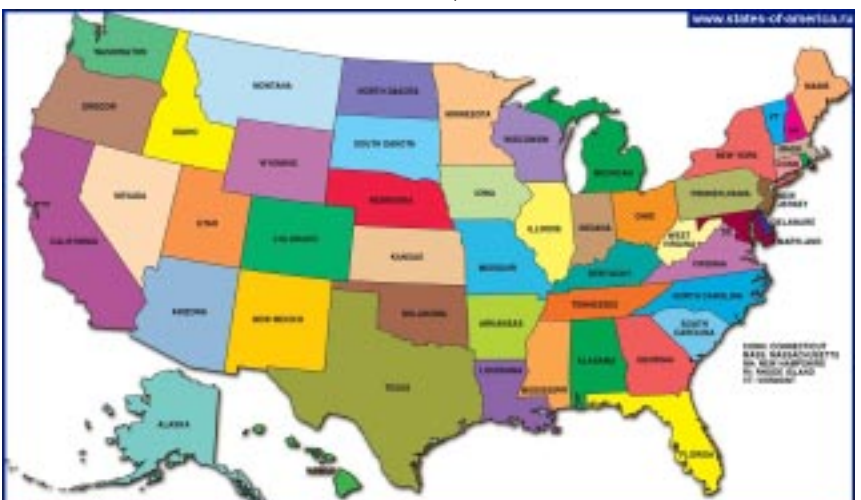 www.states-of-america.ru
WASHINGTON
MAINE
MONTANA
NORTH DAKOTA
MINNESOTA
VT
OREGON
IDAHO
WISCONSIN
SOUTH DAKOTA
NEW YORK
MASS
CONN
WYOMING
MICHIGAN
IOWA
PENNSYLVANIA
NEBRASKA
NEVADA
NEW
JERSEY
ILLINOIS
INDIANA
OHIO
UTAH
DELAWARE
COLORADO
WEST
VIRGINIA
MARYLAND
CALIFORNIA
KANSAS
MISSOURI
VIRGINIA
KENTUCKY
NORTH CAROLINA
TENNESSEE
ARIZONA
NEW MEXICO
OKLAHOMA
ARKANSAS
SOUTH
CAROLINA
CONN: CONNECTICUT
MASS: MASSACHUSETTS
NH: NEW HAMPSHIRE
RI: RHODE ISLAND
VT: VERMONT
ALABAMA
GEORGIA
LOUISIANA
MISSISSIPPI
TEXAS
ALASKA
FLORIDA